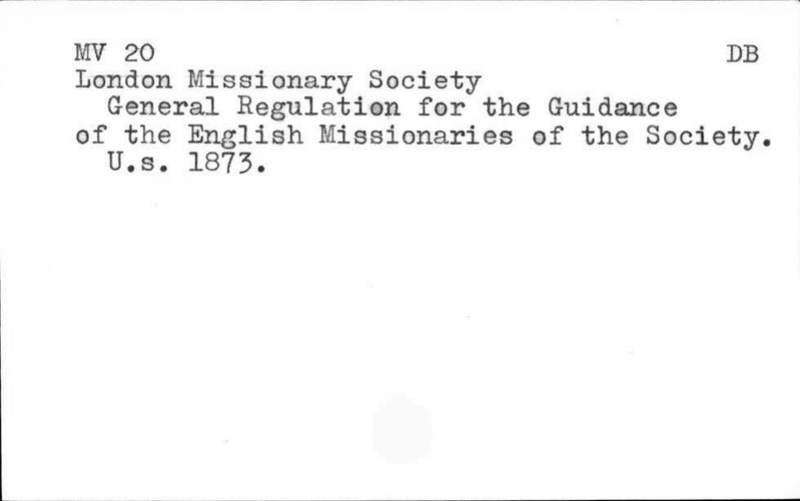 MV 20 DB
London Missionary Society
General Regulation for the Guidance
of the English Missionaries of the Society.
U.s. 1873.